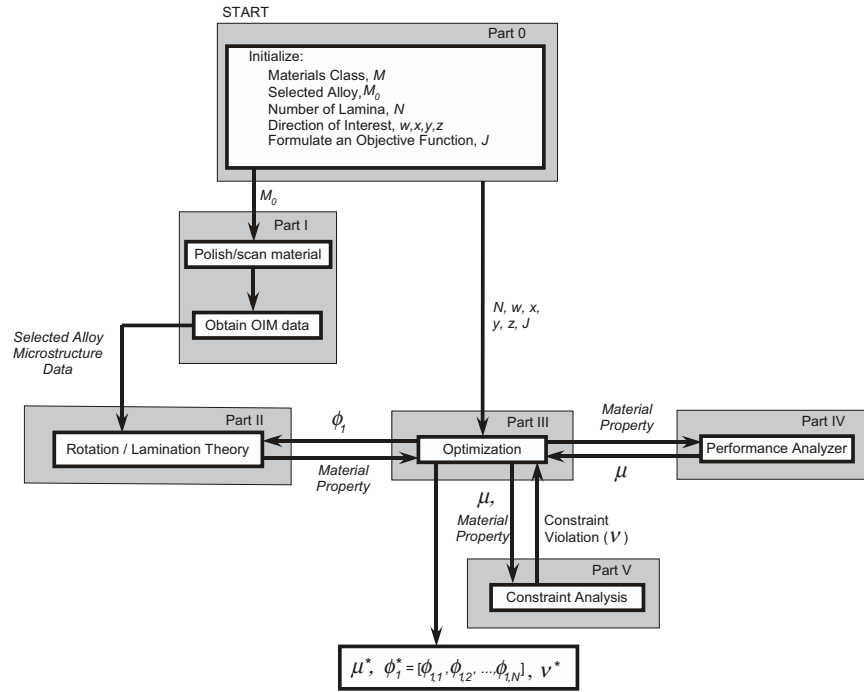 START
Part 0
Initialize:
Materials Class, M
Selected Alloy, M₀
Number of Lamina, N
Direction of Interest, w,x,y,z
Formulate an Objective Function, J
M₀
Part I
Polish/scan material
Obtain OIM data
N, w, x,
y, z, J
Selected Alloy
Microstructure
Data
Part II
Rotation / Lamination Theory
ϕ₁
Material
Property
Part III
Optimization
Material
Property
μ
Part IV
Performance Analyzer
μ,
Material
Property
Constraint
Violation (ν)
Part V
Constraint Analysis
μ*, ϕ₁* = [ϕ₁,₁, ϕ₁,₂, ...,ϕ₁,N] , ν*